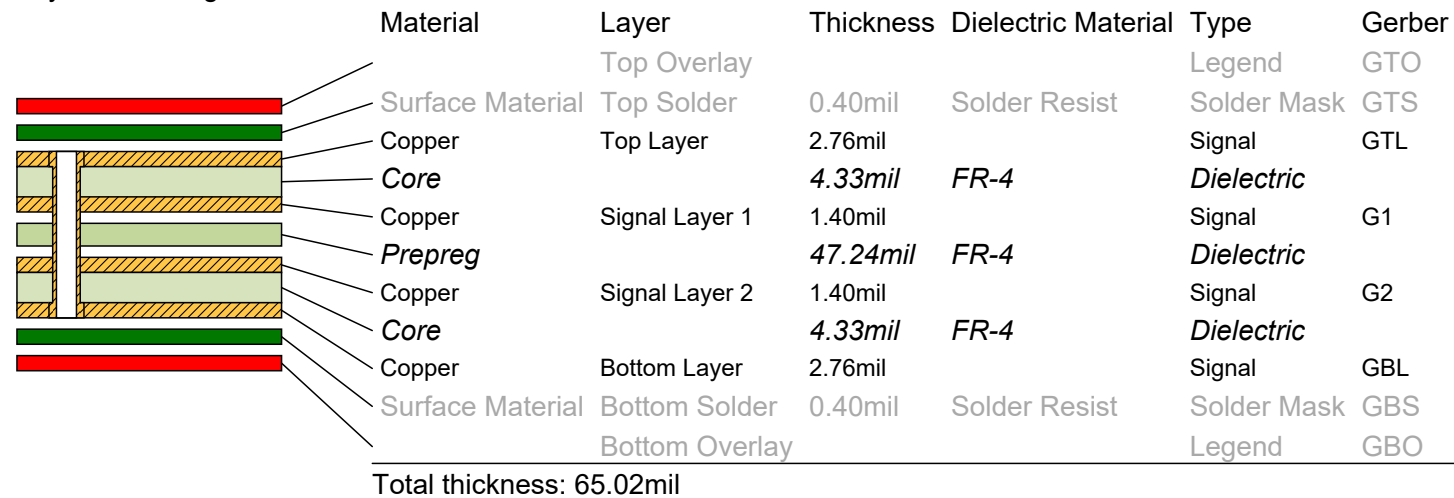 Material Layer Thickness Dielectric Material Type Gerber
Top Overlay Legend GTO
Surface Material Top Solder 0.40mil Solder Resist Solder Mask GTS
Copper Top Layer 2.76mil Signal GTL
Core 4.33mil FR-4 Dielectric
Copper Signal Layer 1 1.40mil Signal G1
Prepreg 47.24mil FR-4 Dielectric
Copper Signal Layer 2 1.40mil Signal G2
Core 4.33mil FR-4 Dielectric
Copper Bottom Layer 2.76mil Signal GBL
Surface Material Bottom Solder 0.40mil Solder Resist Solder Mask GBS
Bottom Overlay Legend GBO
Total thickness: 65.02mil